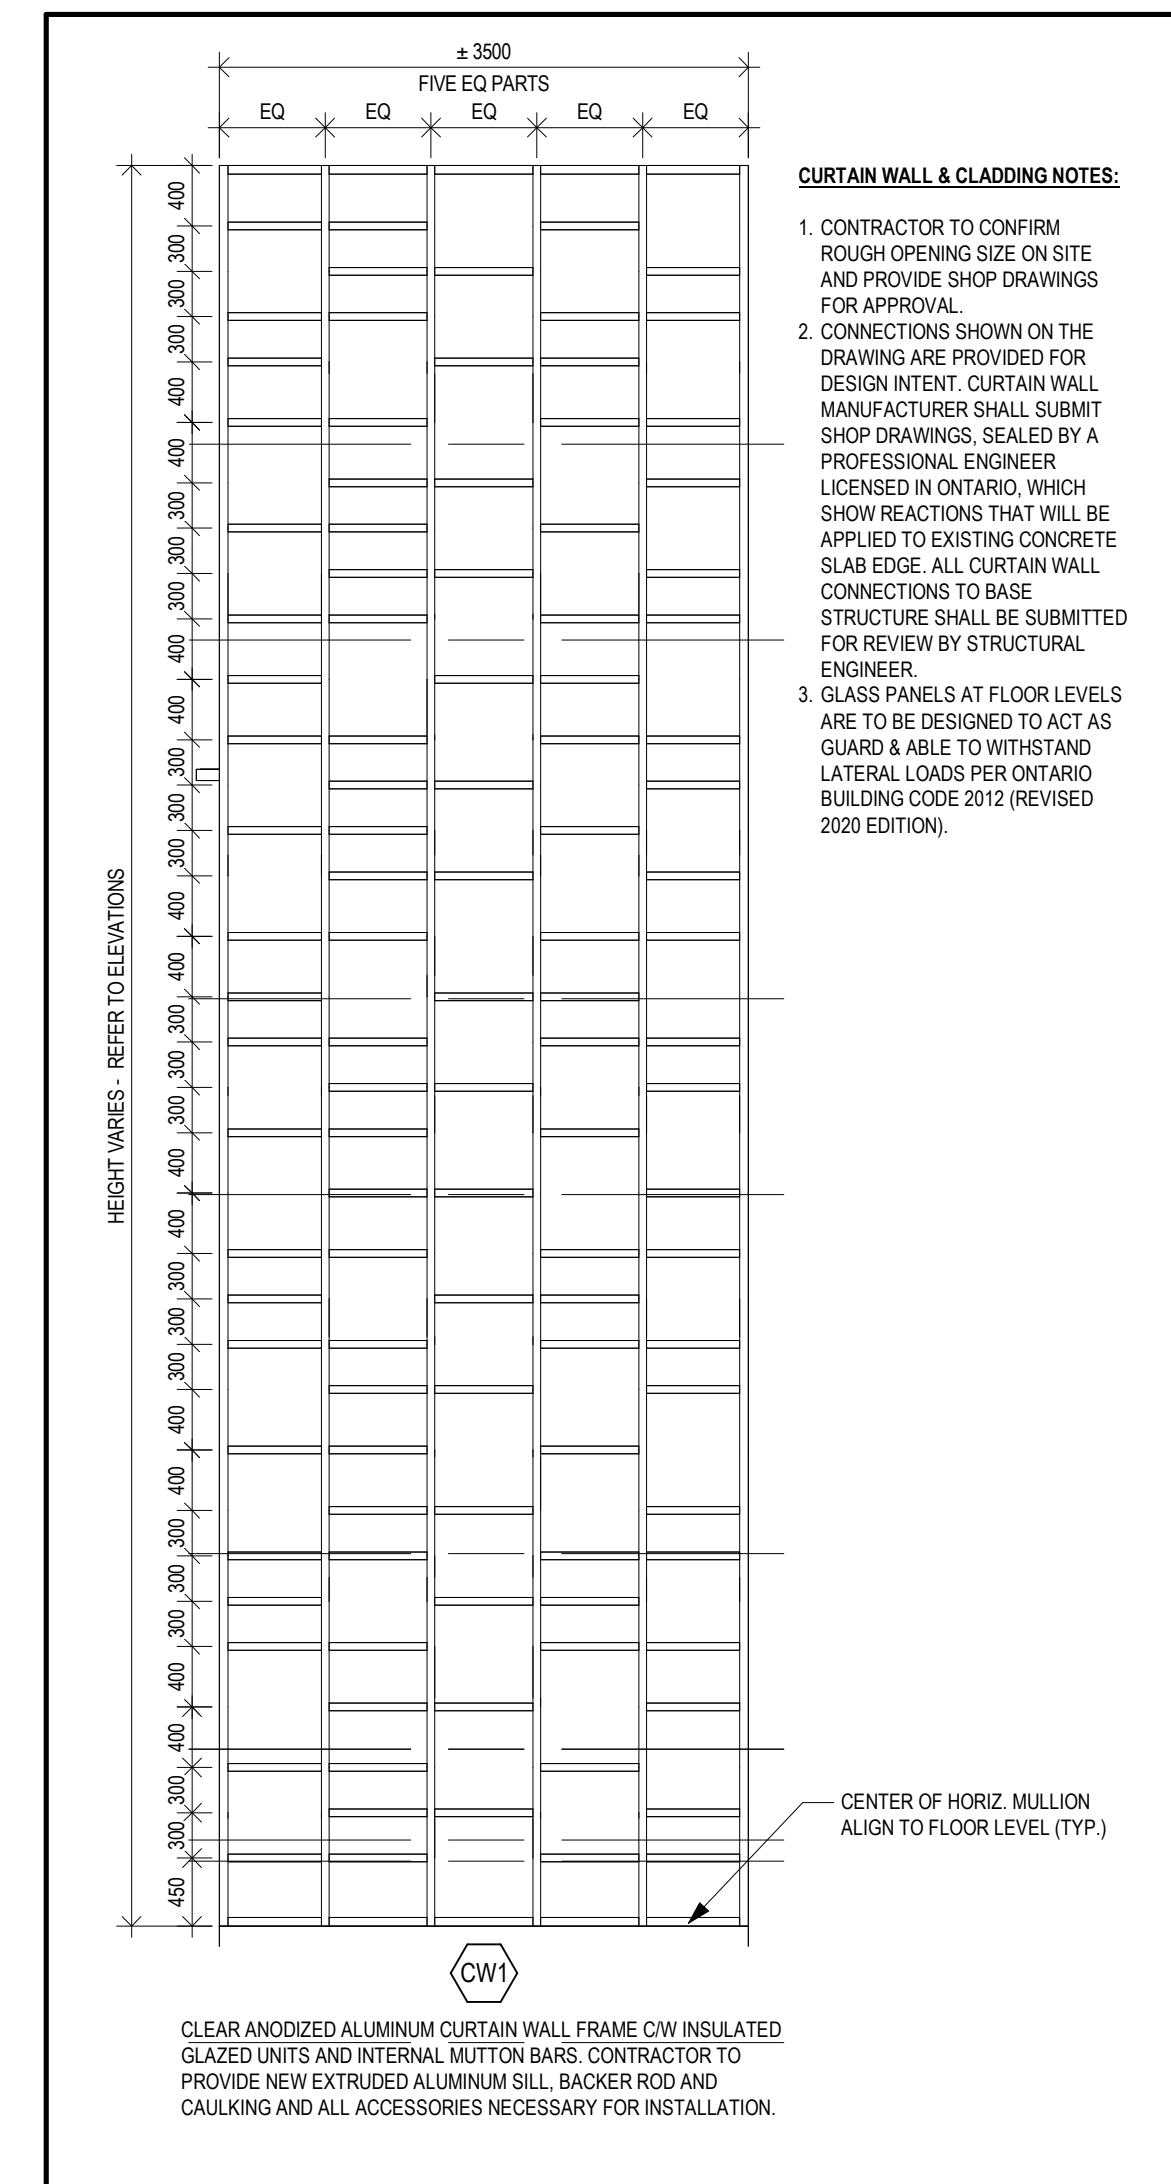 ± 3500
FIVE EQ PARTS
EQ EQ EQ EQ EQ
HEIGHT VARIES - REFER TO ELEVATIONS
400
300
300
300
400
400
300
300
300
400
400
300
300
300
400
400
300
300
300
400
400
300
300
300
400
400
300
300
300
400
400
300
300
450
CURTAIN WALL & CLADDING NOTES:
1. CONTRACTOR TO CONFIRM
ROUGH OPENING SIZE ON SITE
AND PROVIDE SHOP DRAWINGS
FOR APPROVAL.
2. CONNECTIONS SHOWN ON THE
DRAWING ARE PROVIDED FOR
DESIGN INTENT. CURTAIN WALL
MANUFACTURER SHALL SUBMIT
SHOP DRAWINGS, SEALED BY A
PROFESSIONAL ENGINEER
LICENSED IN ONTARIO, WHICH
SHOW REACTIONS THAT WILL BE
APPLIED TO EXISTING CONCRETE
SLAB EDGE. ALL CURTAIN WALL
CONNECTIONS TO BASE
STRUCTURE SHALL BE SUBMITTED
FOR REVIEW BY STRUCTURAL
ENGINEER.
3. GLASS PANELS AT FLOOR LEVELS
ARE TO BE DESIGNED TO ACT AS
GUARD & ABLE TO WITHSTAND
LATERAL LOADS PER ONTARIO
BUILDING CODE 2012 (REVISED
2020 EDITION).
CENTER OF HORIZ. MULLION
ALIGN TO FLOOR LEVEL (TYP.)
CW1
CLEAR ANODIZED ALUMINUM CURTAIN WALL FRAME C/W INSULATED
GLAZED UNITS AND INTERNAL MUTTON BARS. CONTRACTOR TO
PROVIDE NEW EXTRUDED ALUMINUM SILL, BACKER ROD AND
CAULKING AND ALL ACCESSORIES NECESSARY FOR INSTALLATION.